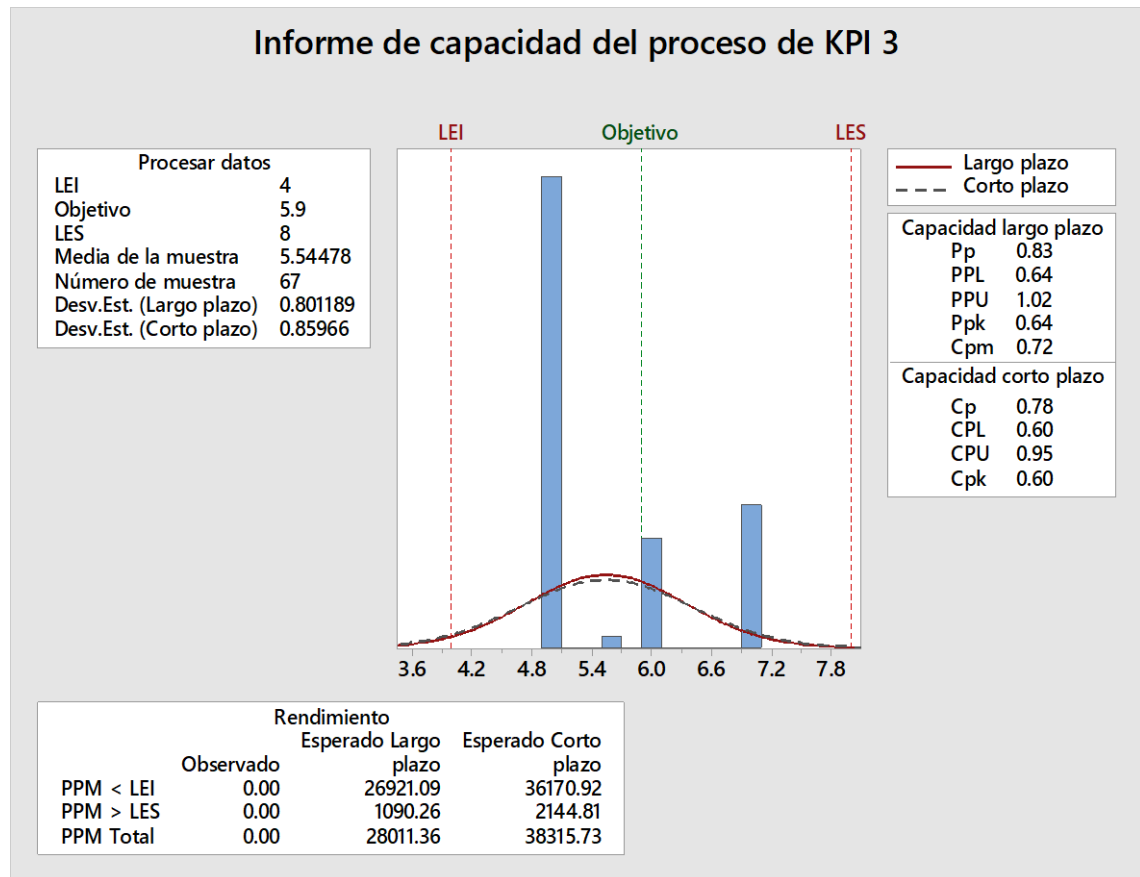 Informe de capacidad del proceso de KPI 3
LEI Objetivo LES
Procesar datos
LEI 4
Objetivo 5.9
LES 8
Media de la muestra 5.54478
Número de muestra 67
Desv.Est. (Largo plazo) 0.801189
Desv.Est. (Corto plazo) 0.85966
Largo plazo
Corto plazo
Capacidad largo plazo
Pp 0.83
PPL 0.64
PPU 1.02
Ppk 0.64
Cpm 0.72
Capacidad corto plazo
Cp 0.78
CPL 0.60
CPU 0.95
Cpk 0.60
3.6 4.2 4.8 5.4 6.0 6.6 7.2 7.8
Rendimiento
Esperado Largo Esperado Corto
Observado plazo plazo
PPM < LEI 0.00 26921.09 36170.92
PPM > LES 0.00 1090.26 2144.81
PPM Total 0.00 28011.36 38315.73